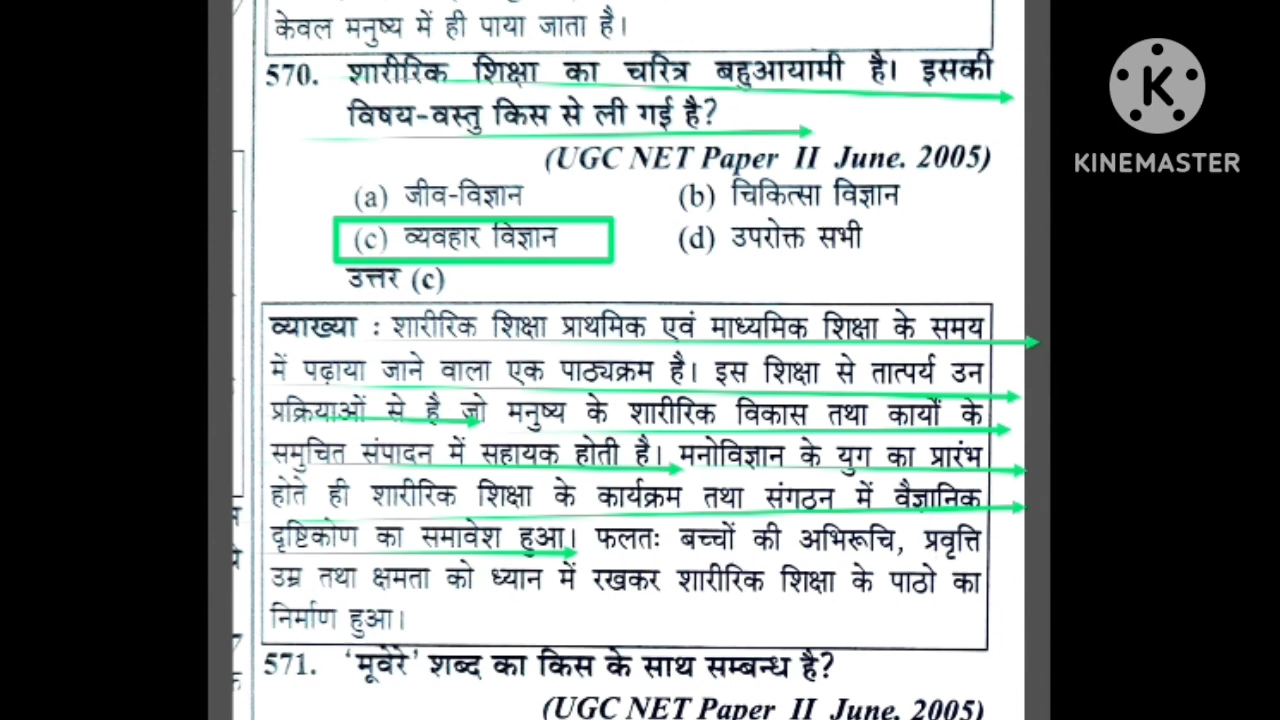 केवल मनुष्य में ही पाया जाता है।
570. शारीरिक शिक्षा का चरित्र बहुआयामी है। इसकी
विषय-वस्तु किस से ली गई है?
(UGC NET Paper II June. 2005)
(a) जीव-विज्ञान (b) चिकित्सा विज्ञान
(c) व्यवहार विज्ञान (d) उपरोक्त सभी
उत्तर (c)
व्याख्या : शारीरिक शिक्षा प्राथमिक एवं माध्यमिक शिक्षा के समय
में पढ़ाया जाने वाला एक पाठ्यक्रम है। इस शिक्षा से तात्पर्य उन
प्रक्रियाओं से है जो मनुष्य के शारीरिक विकास तथा कार्यों के
समुचित संपादन में सहायक होती है। मनोविज्ञान के युग का प्रारंभ
होते ही शारीरिक शिक्षा के कार्यक्रम तथा संगठन में वैज्ञानिक
दृष्टिकोण का समावेश हुआ। फलतः बच्चों की अभिरूचि, प्रवृत्ति
उम्र तथा क्षमता को ध्यान में रखकर शारीरिक शिक्षा के पाठो का
निर्माण हुआ।
571. 'मूवेरे' शब्द का किस के साथ सम्बन्ध है?
(UGC NET Paper II June. 2005)
K
KINEMASTER